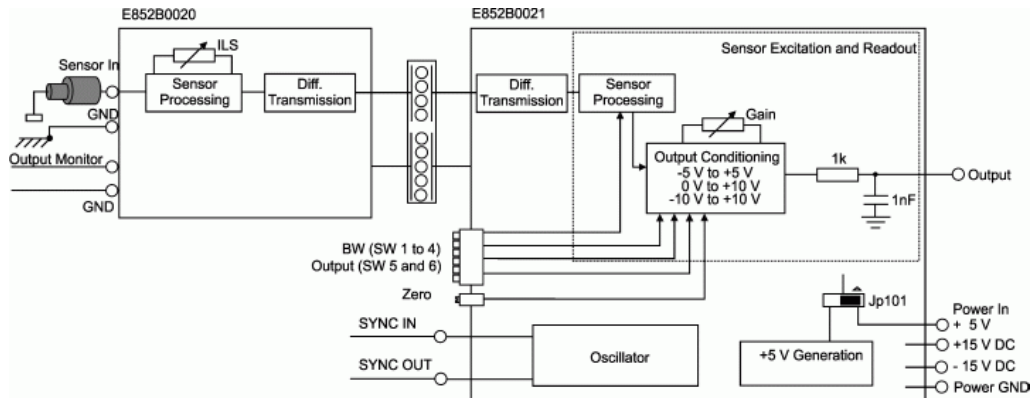 E852B0020
E852B0021
ILS
Sensor Excitation and Readout
Sensor In
Sensor
Processing
Diff.
Transmission
Diff.
Transmission
Sensor
Processing
GND
Gain
Output Monitor
Output Conditioning
-5 V to +5 V
0 V to +10 V
-10 V to +10 V
1k
Output
1nF
GND
BW (SW 1 to 4)
Output (SW 5 and 6)
Zero
Jp101
Power In
+ 5 V
SYNC IN
+15 V DC
Oscillator
+5 V Generation
SYNC OUT
- 15 V DC
Power GND